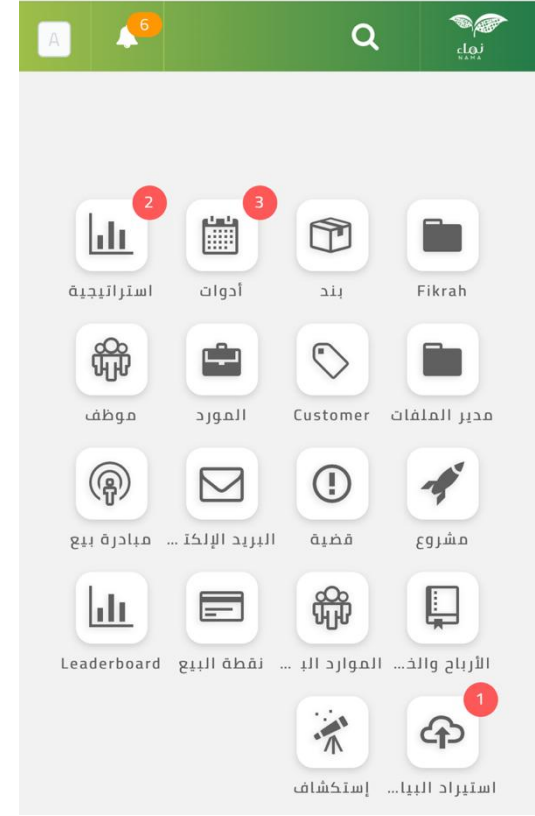 نماء
NAMA
6
A
Fikrah
بند
3
أدوات
2
استراتيجية
مدير الملفات
Customer
المورد
موظف
مشروع
قضية
البريد الإلكتـ ...
مبادرة بيع
الأرباح والخـ...
الموارد البـ ...
نقطة البيع
Leaderboard
1
استيراد البيا...
إستكشاف